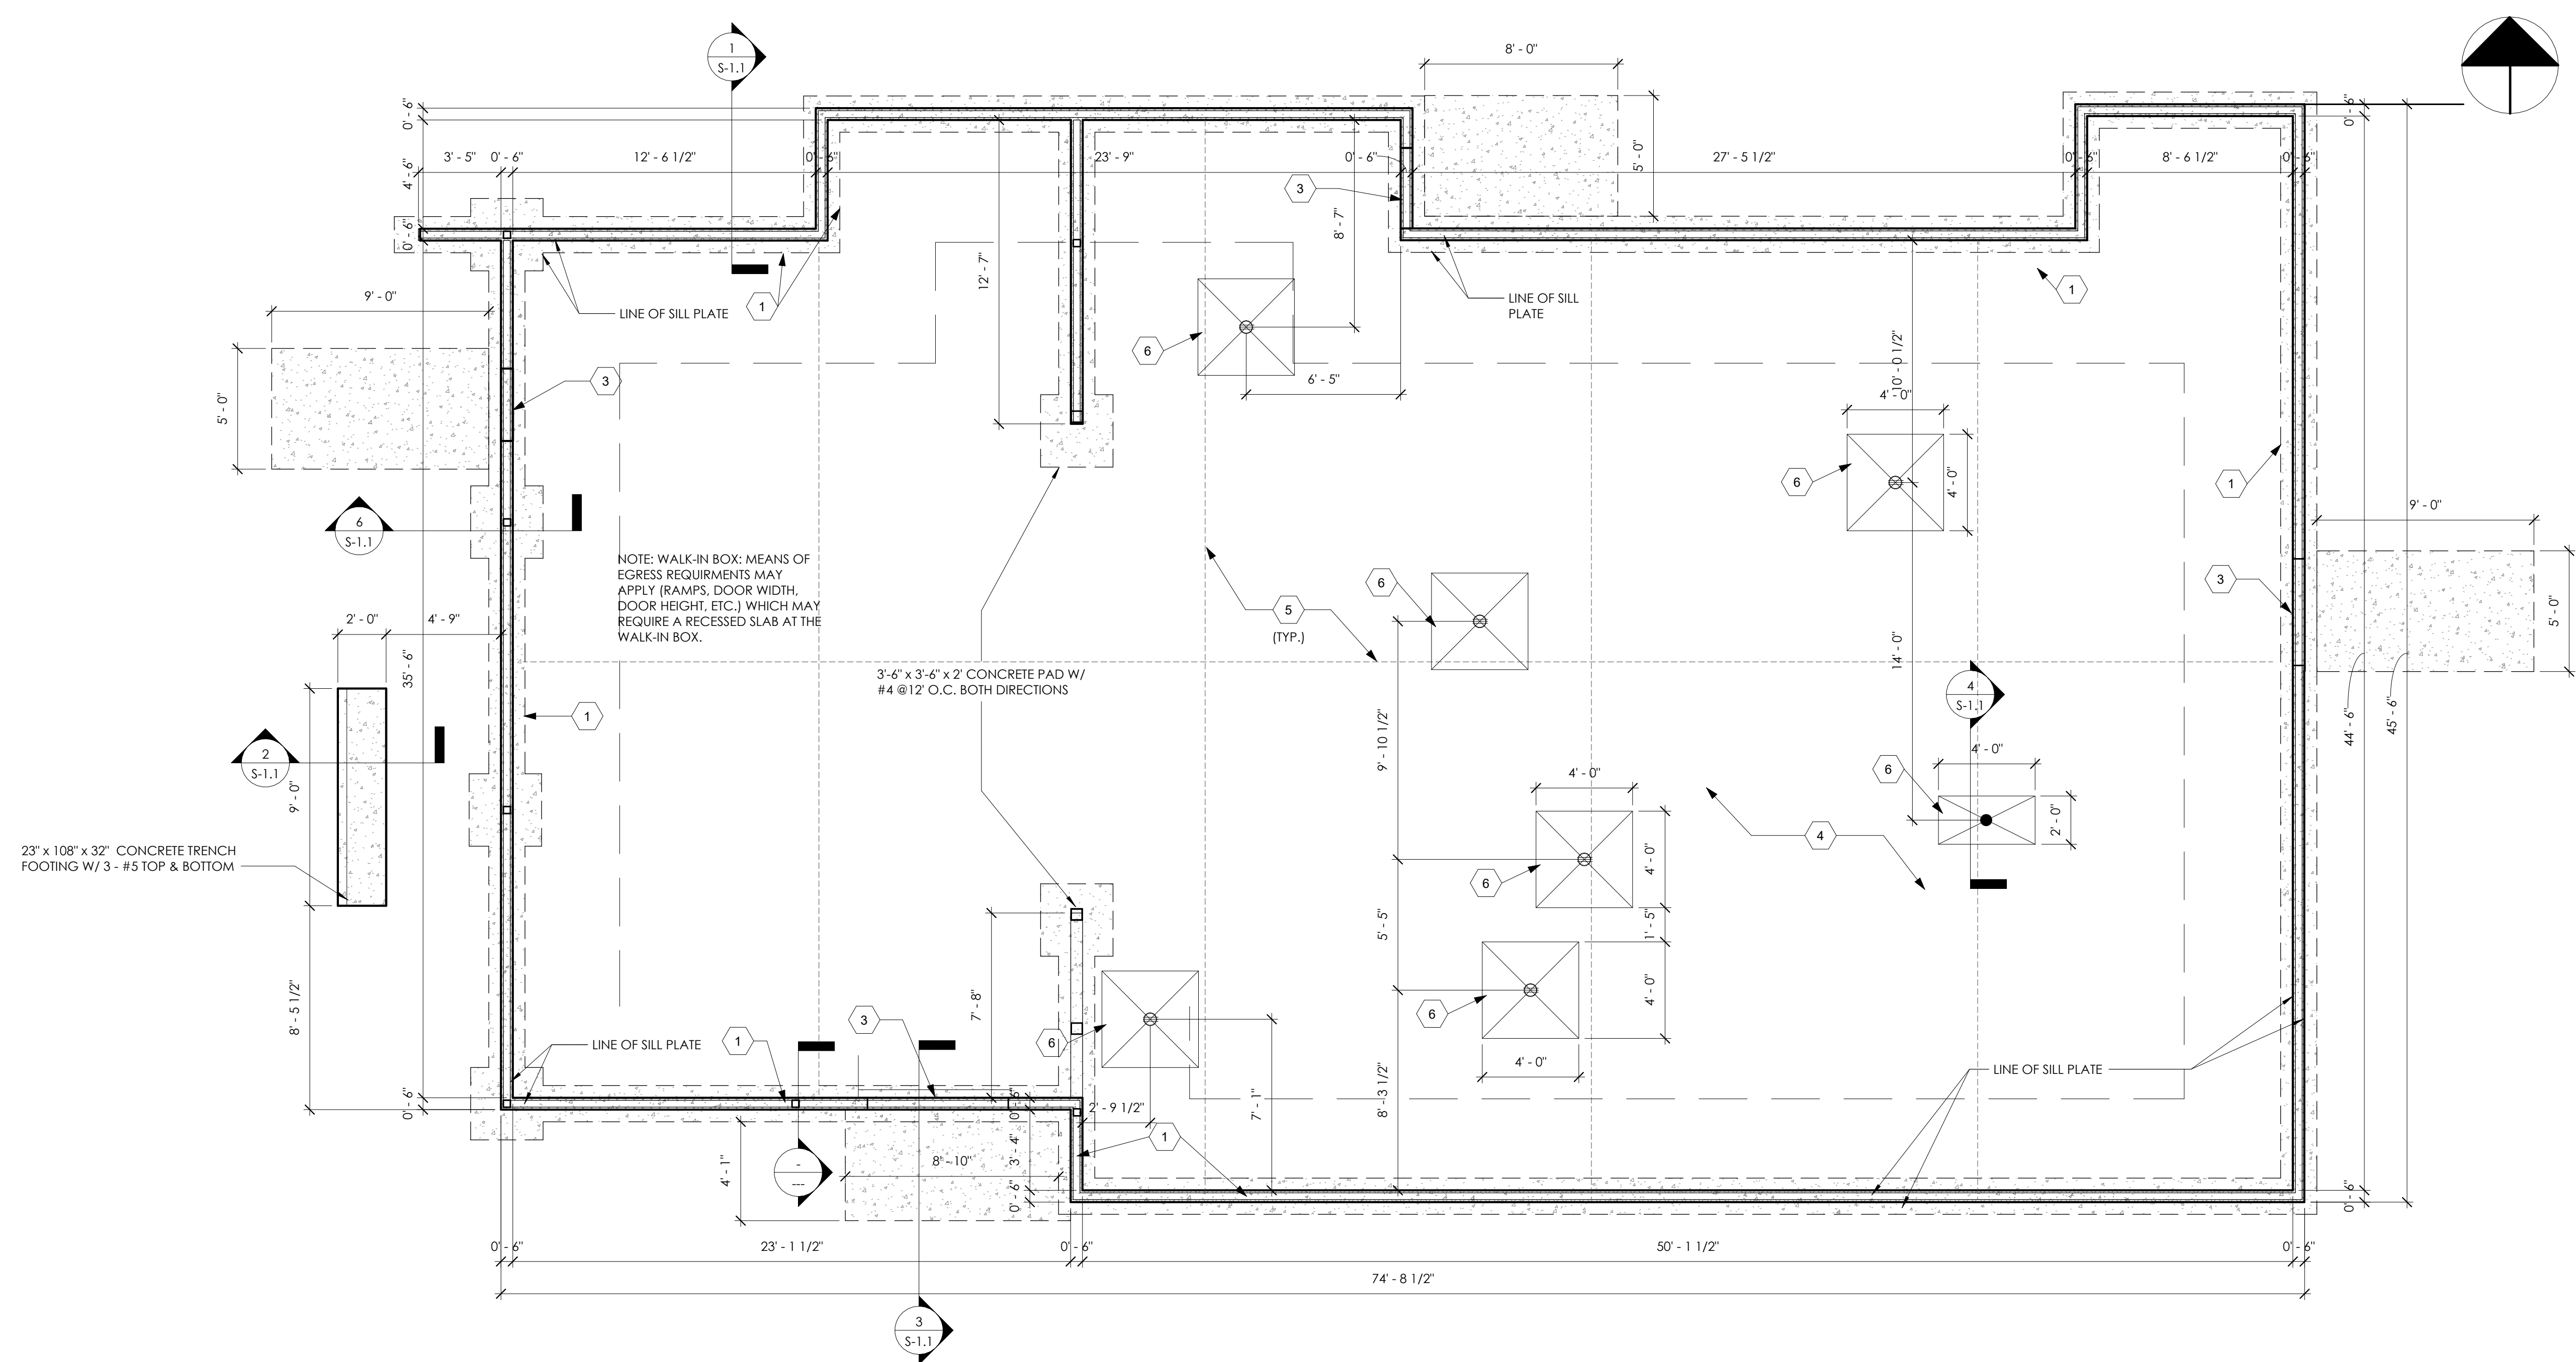 1
S-1.1
8' - 0"
0' - 6"
0' - 6"
4' - 6"
3' - 5"
0' - 6"
12' - 6 1/2"
0' - 6"
23' - 9"
0' - 6"
27' - 5 1/2"
0' - 6"
8' - 6 1/2"
0' - 6"
5' - 0"
3
8' - 7"
0' - 6"
12' - 7"
9' - 0"
LINE OF SILL PLATE
1
LINE OF SILL
PLATE
1
6
3
6' - 5"
10' - 0 1/2"
4' - 0"
5' - 0"
6
4' - 0"
1
9' - 0"
6
S-1.1
NOTE: WALK-IN BOX: MEANS OF
EGRESS REQUIRMENTS MAY
APPLY (RAMPS, DOOR WIDTH,
DOOR HEIGHT, ETC.) WHICH MAY
REQUIRE A RECESSED SLAB AT THE
WALK-IN BOX.
6
5
(TYP.)
3
5' - 0"
2' - 0"
4' - 9"
35' - 6"
3'-6" x 3'-6" x 2' CONCRETE PAD W/
#4 @12' O.C. BOTH DIRECTIONS
14' - 0"
4
S-1.1
44' - 6"
45' - 6"
1
9' - 10 1/2"
2
S-1.1
9' - 0"
4' - 0"
6
4' - 0"
2' - 0"
4
23" x 108" x 32" CONCRETE TRENCH
FOOTING W/ 3 - #5 TOP & BOTTOM
6
4' - 0"
1' - 5"
5' - 5"
4' - 0"
6
4' - 0"
8' - 5 1/2"
7' - 8"
3
LINE OF SILL PLATE
1
6
LINE OF SILL PLATE
8' - 3 1/2"
7' - 1"
0' - 6"
0' - 6"
2' - 9 1/2"
1
3' - 4"
0' - 6"
4' - 1"
8' - 10"
-
---
0' - 6"
0' - 6"
23' - 1 1/2"
0' - 6"
50' - 1 1/2"
0' - 6"
74' - 8 1/2"
3
S-1.1